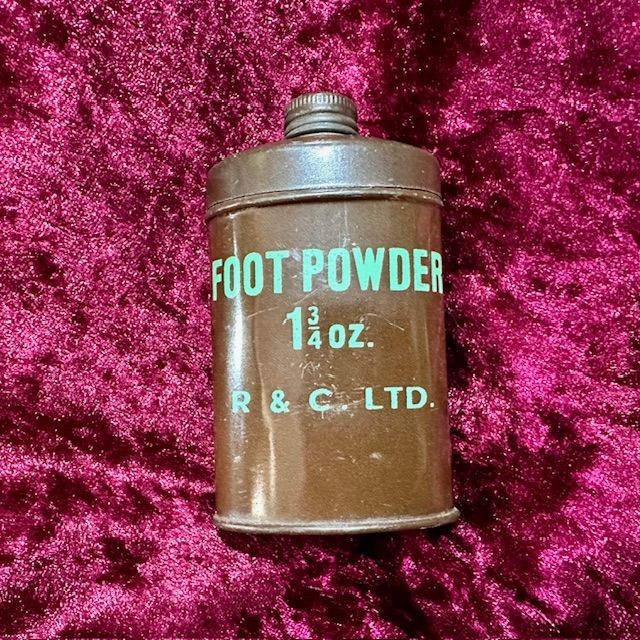 FOOT POWDER
1¾ OZ.
R & C. LTD.